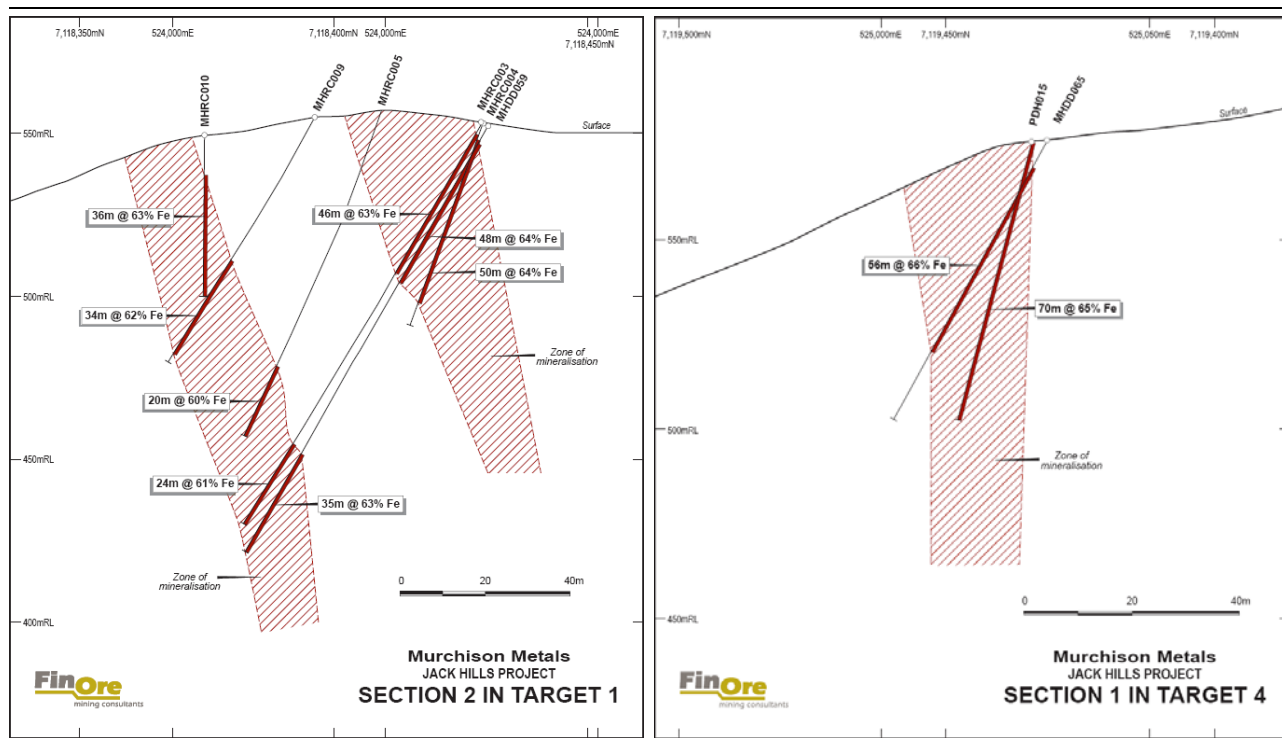 7,118,350mN
524,000mE
7,118,400mN
524,000mE
524,000mE
7,118,450mN
MHRC010
MHRC009
MHRC005
MHRC003
MHRC004
MHDD059
550mRL
Surface
36m @ 63% Fe
46m @ 63% Fe
48m @ 64% Fe
50m @ 64% Fe
500mRL
34m @ 62% Fe
Zone of
mineralisation
20m @ 60% Fe
450mRL
24m @ 61% Fe
35m @ 63% Fe
Zone of
mineralisation
0 20 40m
400mRL
FinOre
mining consultants
Murchison Metals
JACK HILLS PROJECT
SECTION 2 IN TARGET 1
7,119,500mN
525,000mE
7,119,450mN
525,050mE
7,119,400mN
PDH015
MHDD065
Surface
550mRL
56m @ 66% Fe
70m @ 65% Fe
500mRL
Zone of
mineralisation
0 20 40m
450mRL
FinOre
mining consultants
Murchison Metals
JACK HILLS PROJECT
SECTION 1 IN TARGET 4